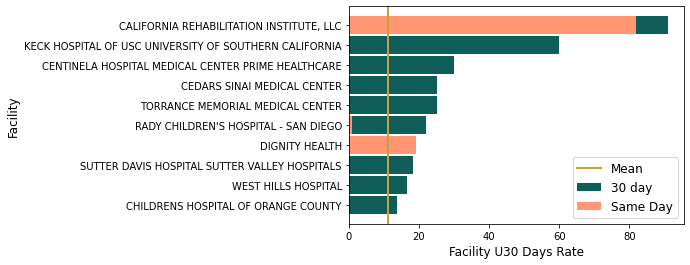 CALIFORNIA REHABILITATION INSTITUTE, LLC
KECK HOSPITAL OF USC UNIVERSITY OF SOUTHERN CALIFORNIA
CENTINELA HOSPITAL MEDICAL CENTER PRIME HEALTHCARE
CEDARS SINAI MEDICAL CENTER
TORRANCE MEMORIAL MEDICAL CENTER
RADY CHILDREN'S HOSPITAL - SAN DIEGO
DIGNITY HEALTH
SUTTER DAVIS HOSPITAL SUTTER VALLEY HOSPITALS
WEST HILLS HOSPITAL
CHILDRENS HOSPITAL OF ORANGE COUNTY
Facility
Mean
30 day
Same Day
0 20 40 60 80
Facility U30 Days Rate